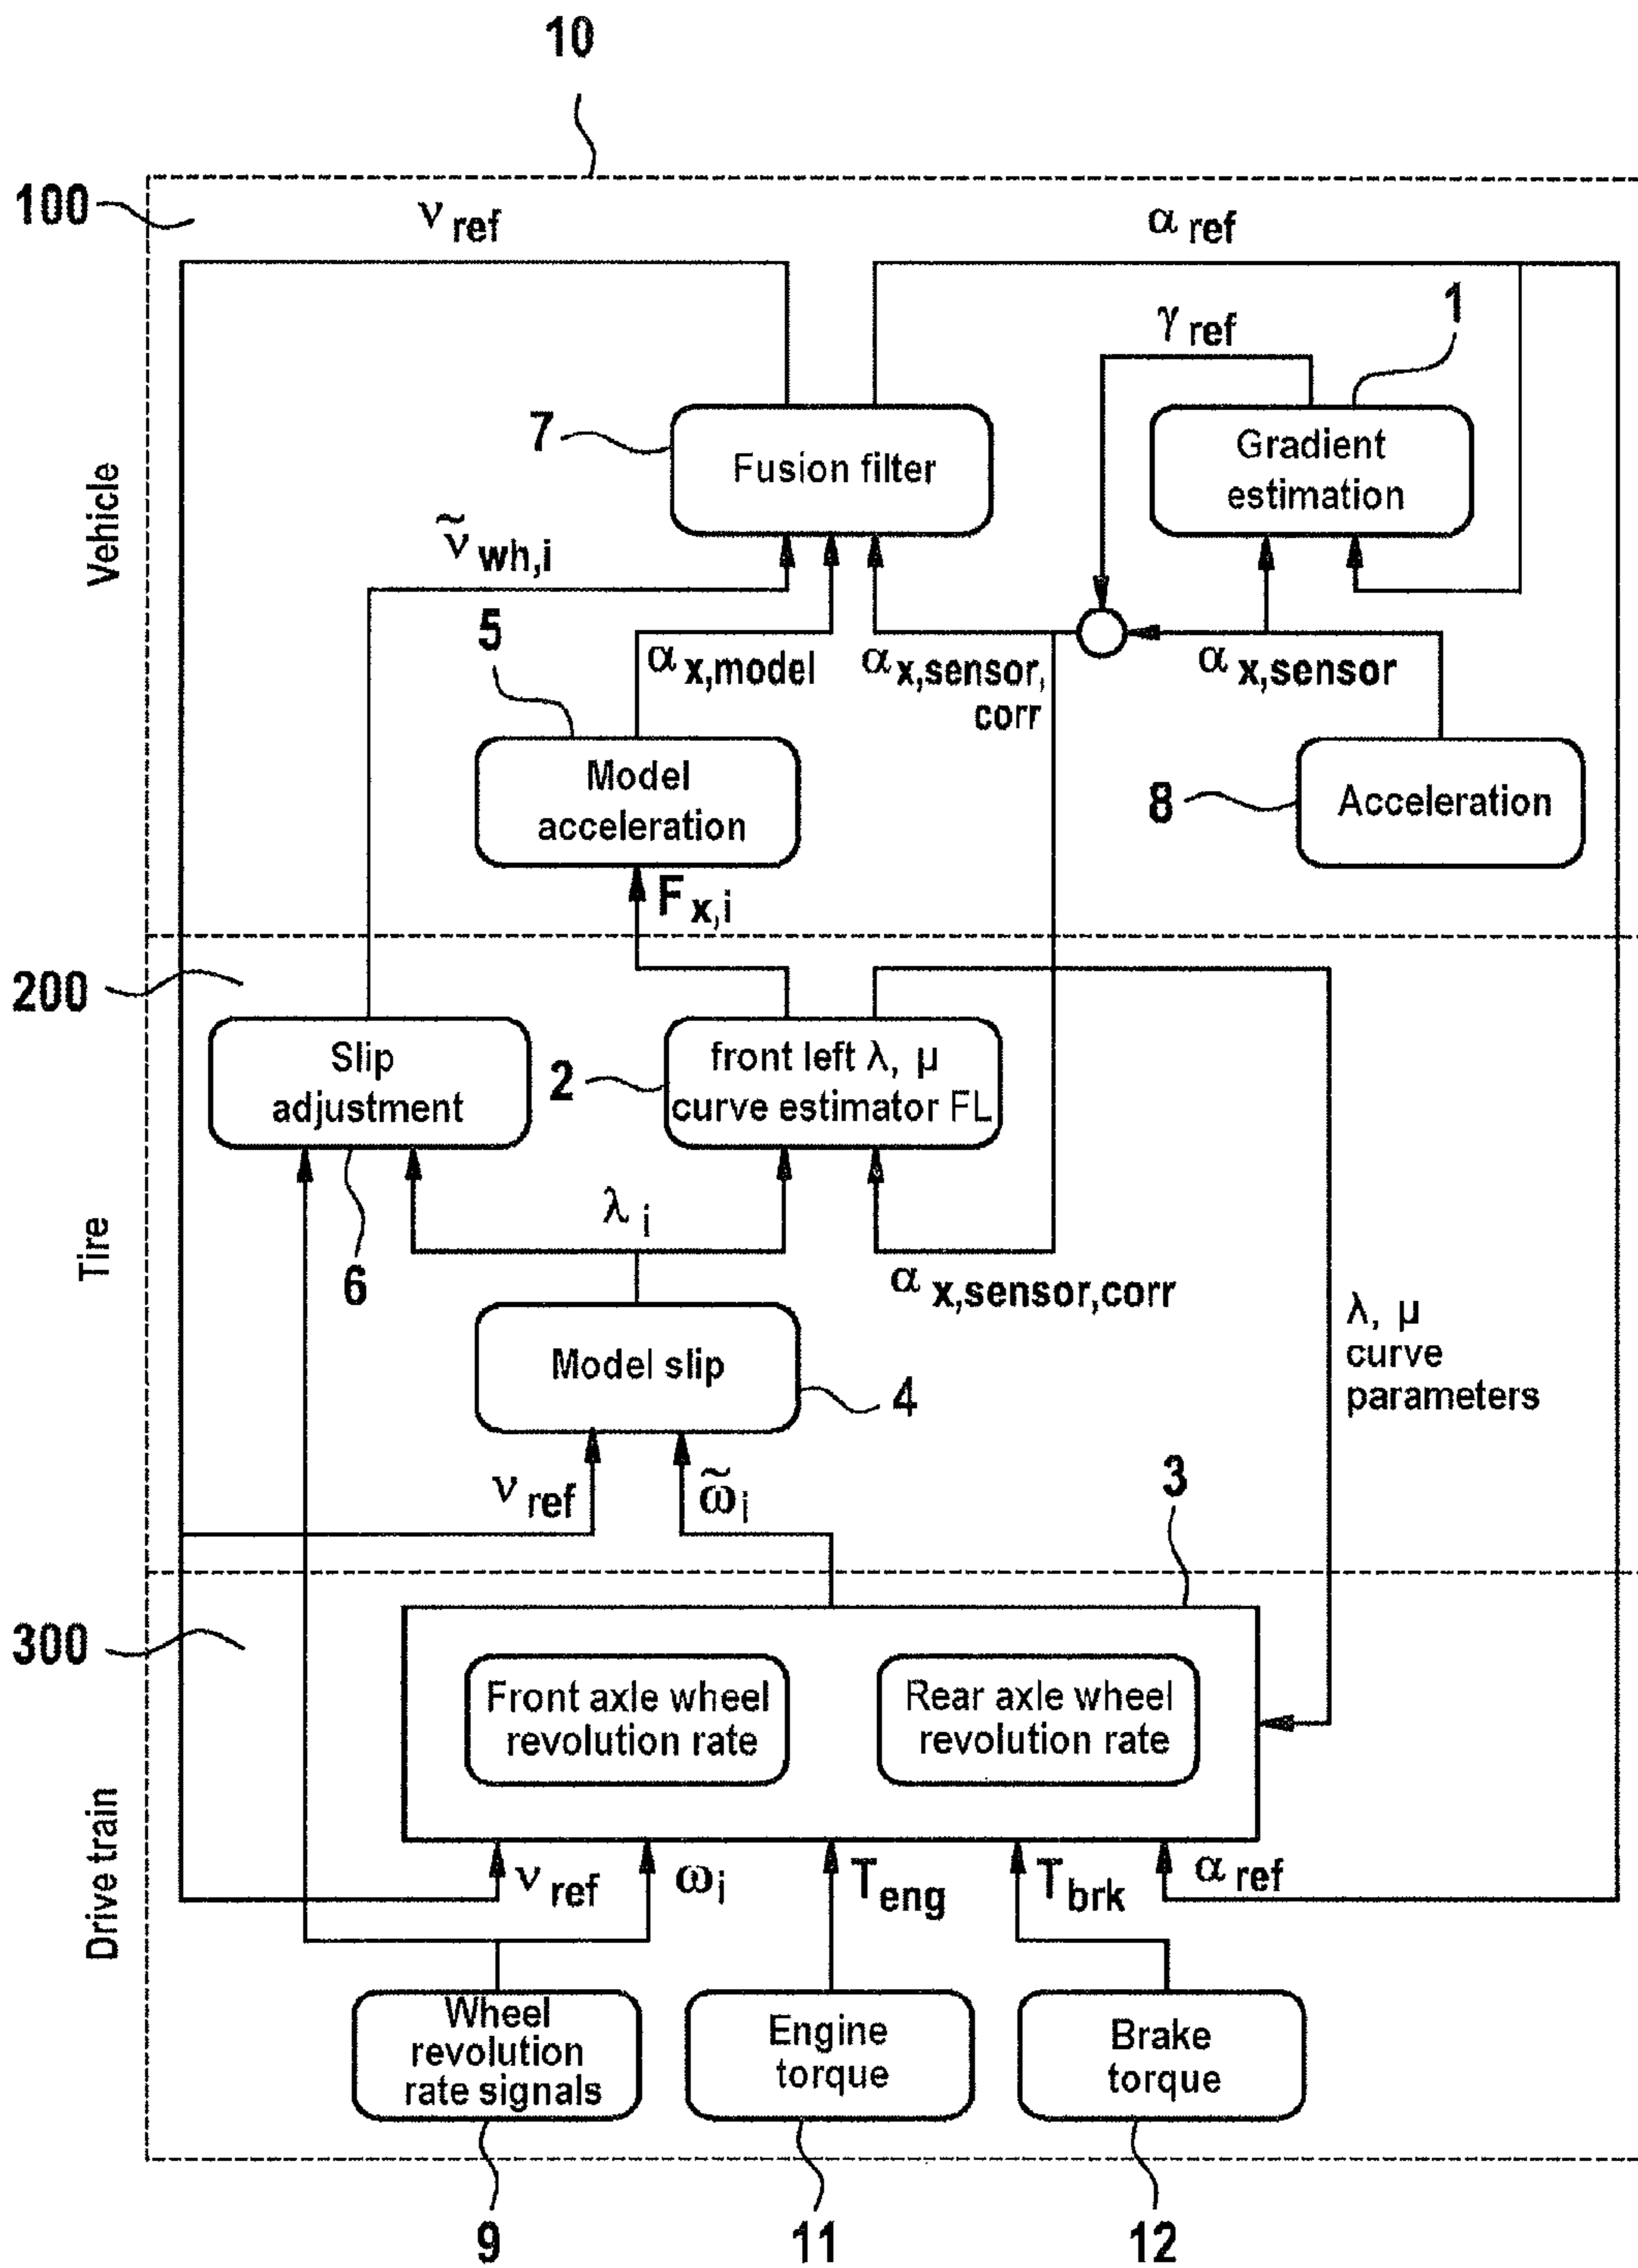 10
100
ν ref
α ref
γ ref
1
7
Fusion filter
Gradient
estimation
Vehicle
ν̃ wh,i
5
α x,model
α x,sensor,
corr
α x,sensor
Model
acceleration
8
Acceleration
F x,i
200
Slip
adjustment
2
front left λ, μ
curve estimator FL
Tire
6
λ i
α x,sensor,corr
Model slip
4
λ, μ
curve
parameters
ν ref
ω̃ i
3
300
Front axle wheel
revolution rate
Rear axle wheel
revolution rate
Drive train
ν ref
ω i
T eng
T brk
α ref
Wheel
revolution
rate signals
Engine
torque
Brake
torque
9
11
12